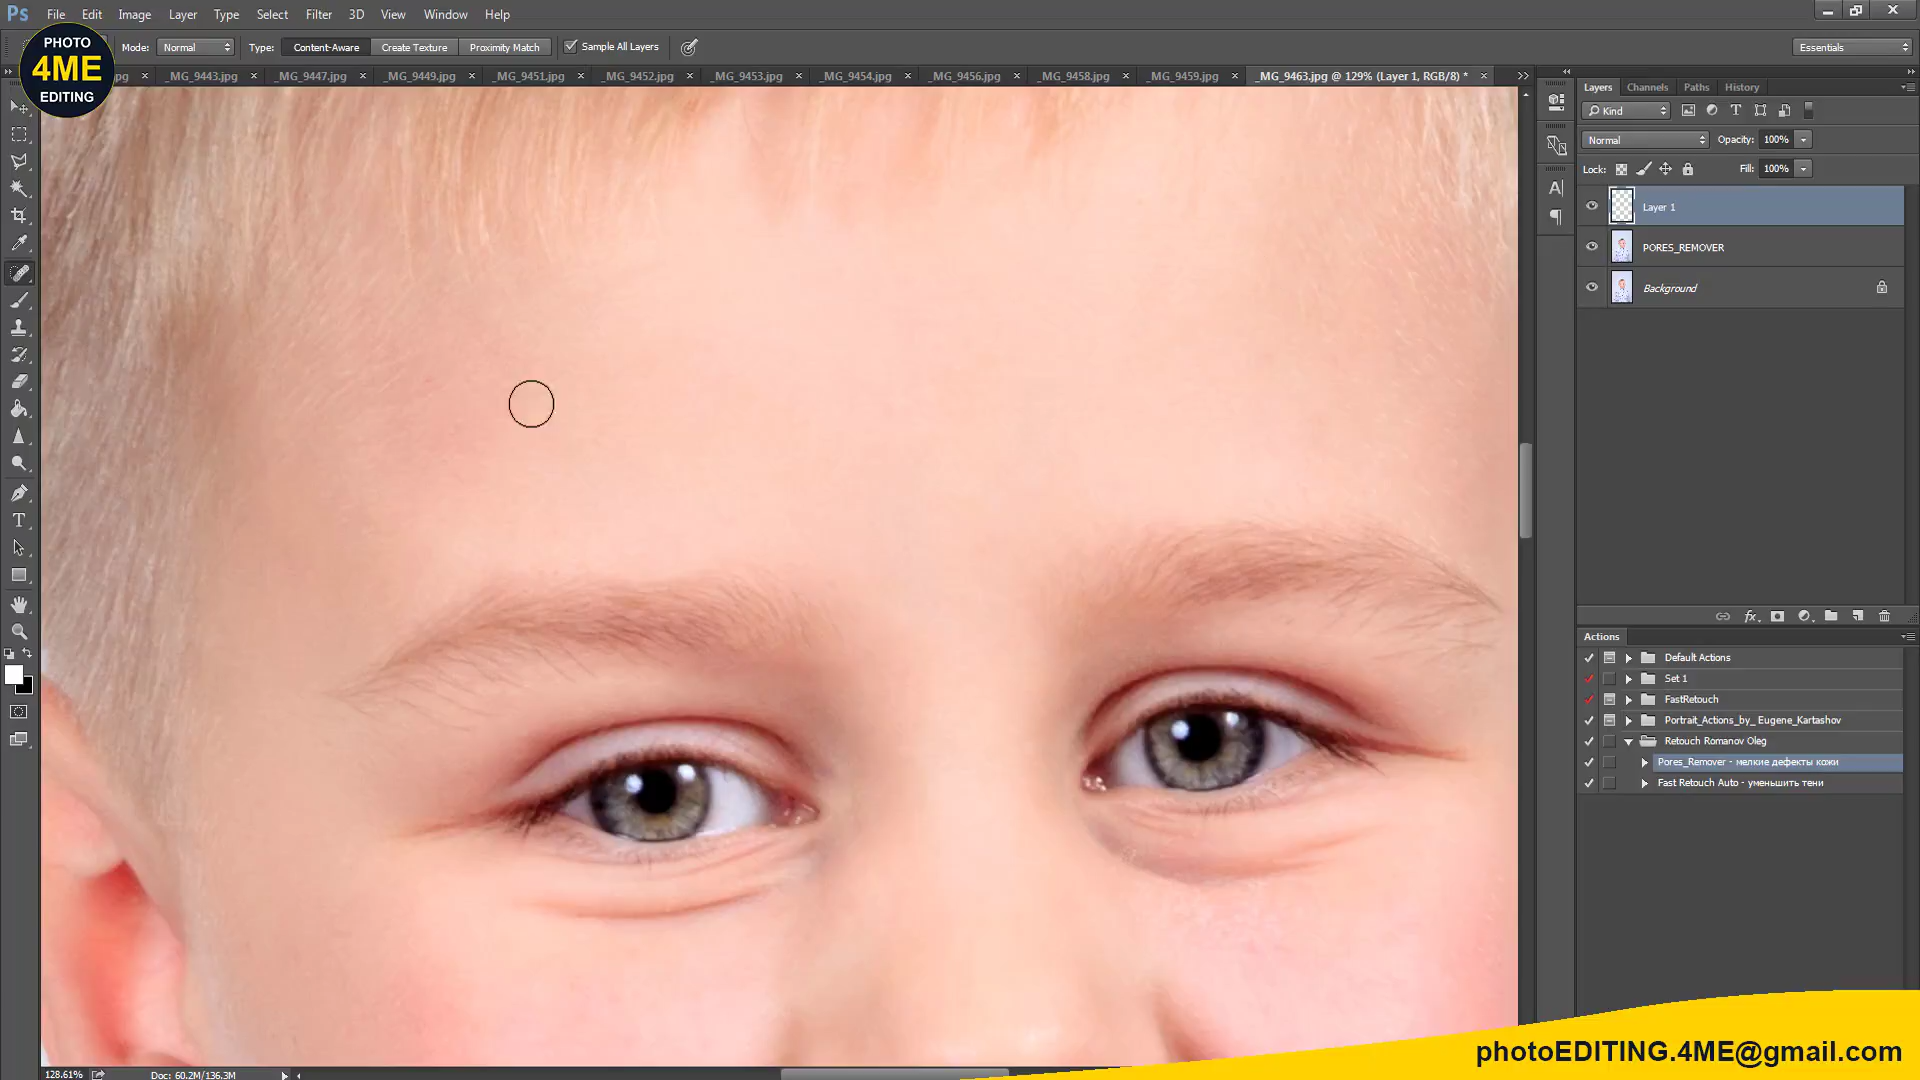 Ps File Edit Image Layer Type Select Filter 3D View Window Help
PHOTO
4ME
EDITING
Mode: Normal Type: Content-Aware Create Texture Proximity Match Sample All Layers Essentials
pg _MG_9443.jpg _MG_9447.jpg _MG_9449.jpg _MG_9451.jpg _MG_9452.jpg _MG_9453.jpg _MG_9454.jpg _MG_9456.jpg _MG_9458.jpg _MG_9459.jpg _MG_9463.jpg @ 129% (Layer 1, RGB/8) *
Layers Channels Paths History
Kind
Normal Opacity: 100%
Lock: Fill: 100%
Layer 1
PORES_REMOVER
Background
Actions
Default Actions
Set 1
FastRetouch
Portrait_Actions_by_ Eugene_Kartashov
Retouch Romanov Oleg
Pores_Remover - мелкие дефекты кожи
Fast Retouch Auto - уменьшить тени
photoEDITING.4ME@gmail.com
128.61% Doc: 60.2M/136.3M